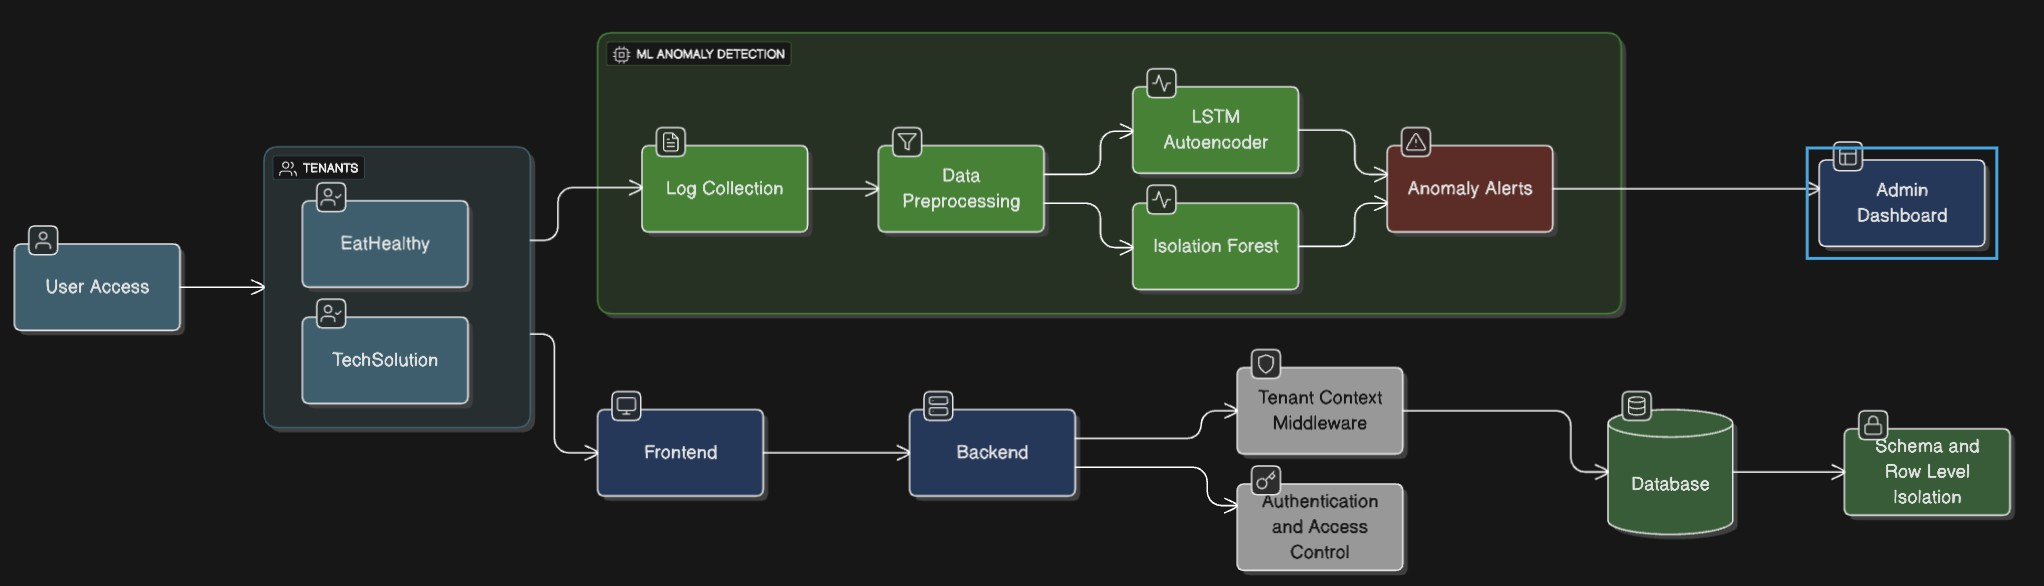 ML ANOMALY DETECTION
LSTM
Autoencoder
TENANTS
Log Collection
Data
Preprocessing
Anomaly Alerts
Admin
Dashboard
EatHealthy
Isolation Forest
User Access
TechSolution
Tenant Context
Middleware
Frontend
Backend
Schema and
Row Level
Isolation
Database
Authentication
and Access
Control